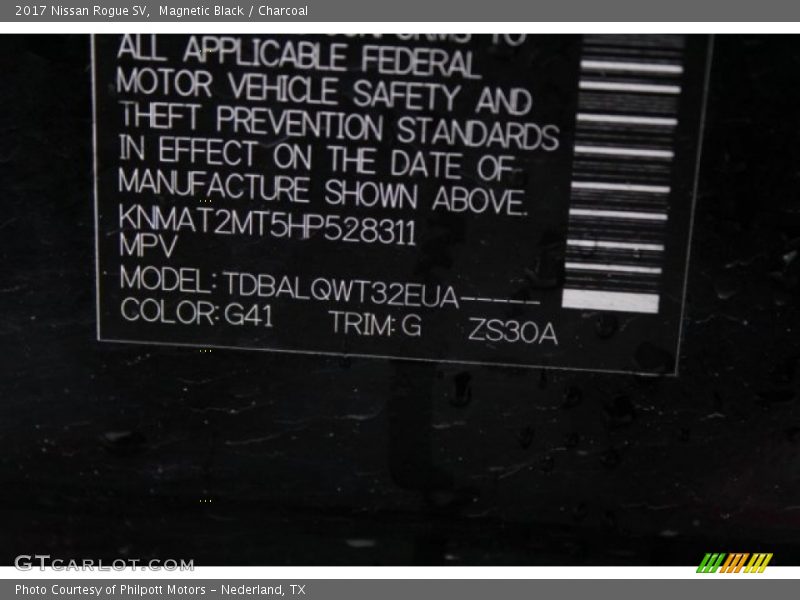 2017 Nissan Rogue SV, Magnetic Black / Charcoal
CONFORMS TO
ALL APPLICABLE FEDERAL
MOTOR VEHICLE SAFETY AND
THEFT PREVENTION STANDARDS
IN EFFECT ON THE DATE OF
MANUFACTURE SHOWN ABOVE.
KNMAT2MT5HP528311
MPV
MODEL:TDBALQWT32EUA-----
COLOR:G41 TRIM:G ZS30A
GTCARLOT.COM
Photo Courtesy of Philpott Motors - Nederland, TX